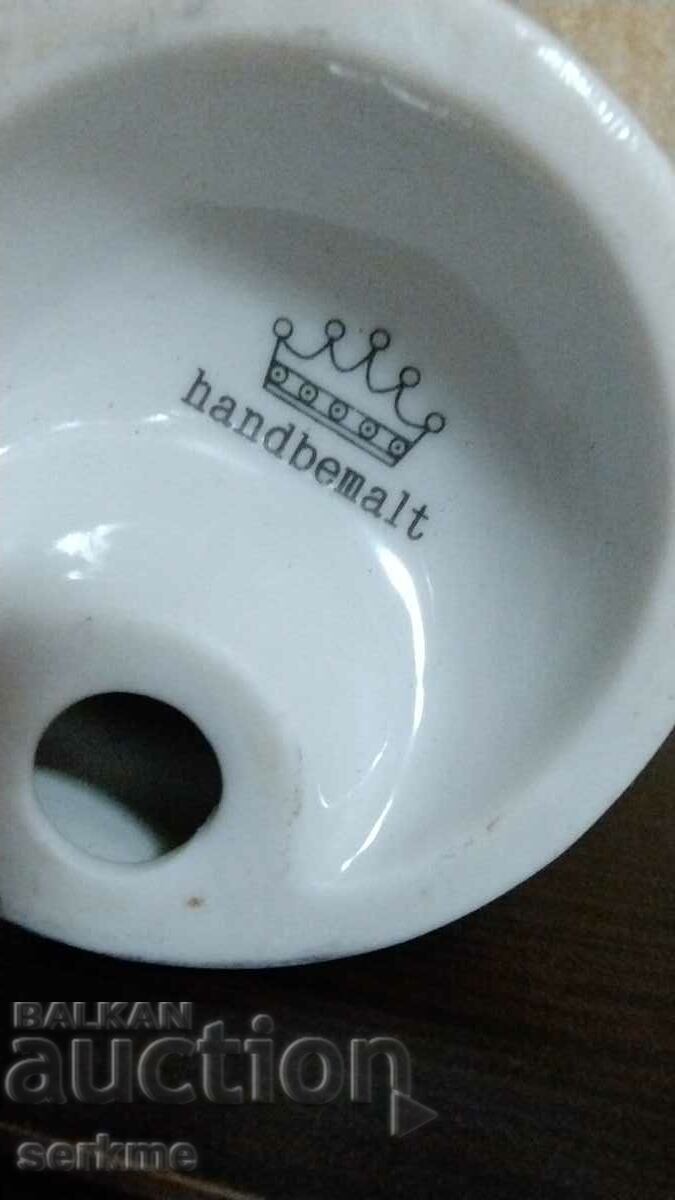 handbemalt
BALKAN
auction
serkme